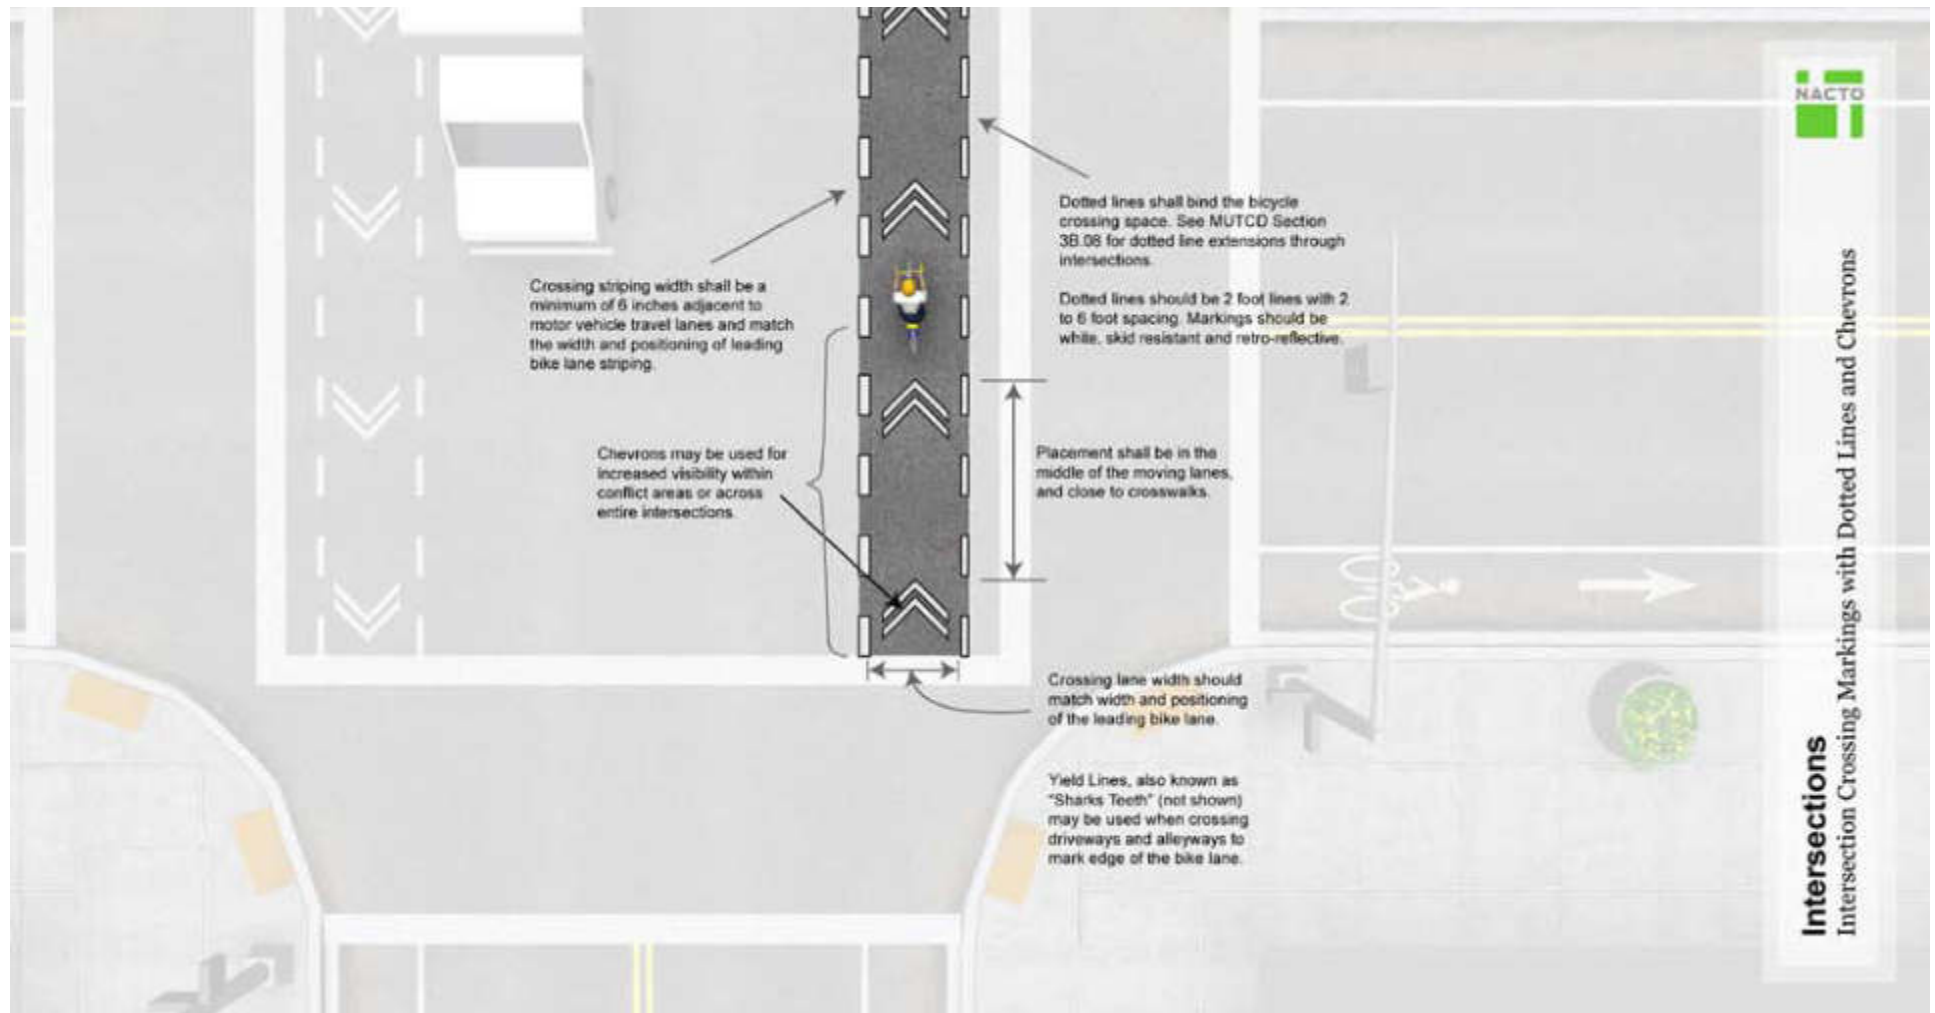 NACTO
Dotted lines shall bind the bicycle
crossing space. See MUTCD Section
3B.08 for dotted line extensions through
intersections.
Dotted lines should be 2 foot lines with 2
to 6 foot spacing. Markings should be
white, skid resistant and retro-reflective.
Crossing striping width shall be a
minimum of 6 inches adjacent to
motor vehicle travel lanes and match
the width and positioning of leading
bike lane striping.
Chevrons may be used for
increased visibility within
conflict areas or across
entire intersections.
Placement shall be in the
middle of the moving lanes,
and close to crosswalks.
Crossing lane width should
match width and positioning
of the leading bike lane.
Yield Lines, also known as
"Sharks Teeth" (not shown)
may be used when crossing
driveways and alleyways to
mark edge of the bike lane.
Intersections
Intersection Crossing Markings with Dotted Lines and Chevrons